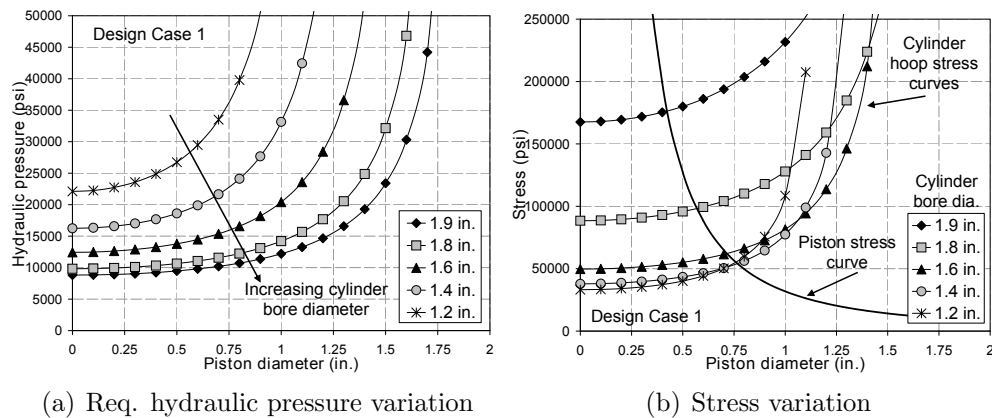 Design Case 1
Hydraulic pressure (psi)
50000
45000
40000
35000
30000
25000
20000
15000
10000
5000
0
0 0.25 0.5 0.75 1 1.25 1.5 1.75 2
Piston diameter (in.)
Increasing cylinder
bore diameter
1.9 in.
1.8 in.
1.6 in.
1.4 in.
1.2 in.
(a) Req. hydraulic pressure variation
Stress (psi)
250000
200000
150000
100000
50000
0
0 0.25 0.5 0.75 1 1.25 1.5 1.75 2
Piston diameter (in.)
Cylinder
hoop stress
curves
Cylinder
bore dia.
1.9 in.
1.8 in.
1.6 in.
1.4 in.
1.2 in.
Piston stress
curve
Design Case 1
(b) Stress variation